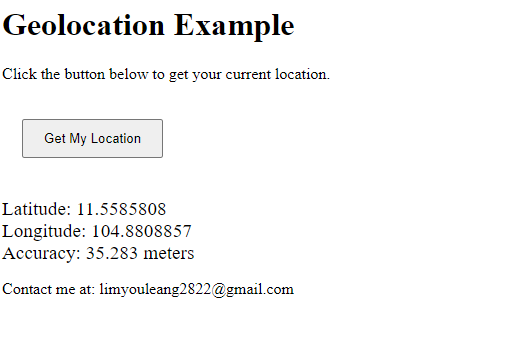 Geolocation Example
Click the button below to get your current location.
Get My Location
Latitude: 11.5585808
Longitude: 104.8808857
Accuracy: 35.283 meters
Contact me at: limyouleang2822@gmail.com